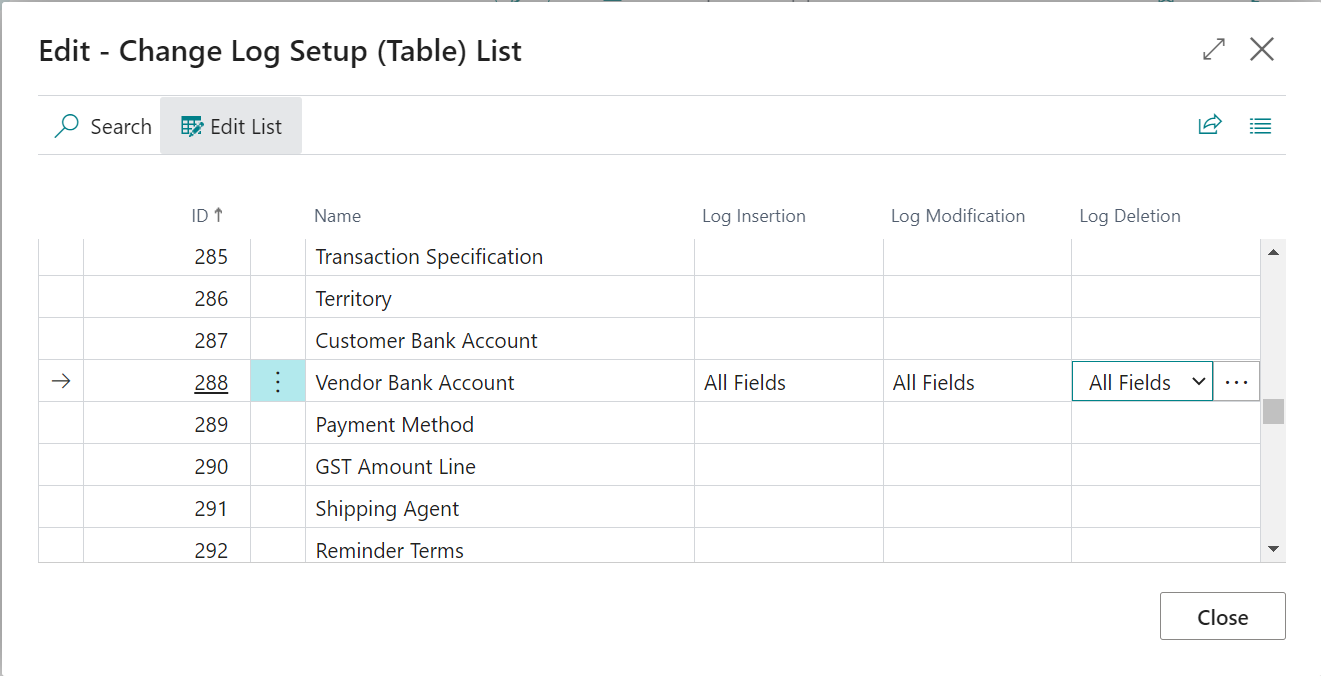 Edit - Change Log Setup (Table) List
Search Edit List
ID ↑ Name Log Insertion Log Modification Log Deletion
285 Transaction Specification
286 Territory
287 Customer Bank Account
288 Vendor Bank Account All Fields All Fields All Fields
289 Payment Method
290 GST Amount Line
291 Shipping Agent
292 Reminder Terms
Close